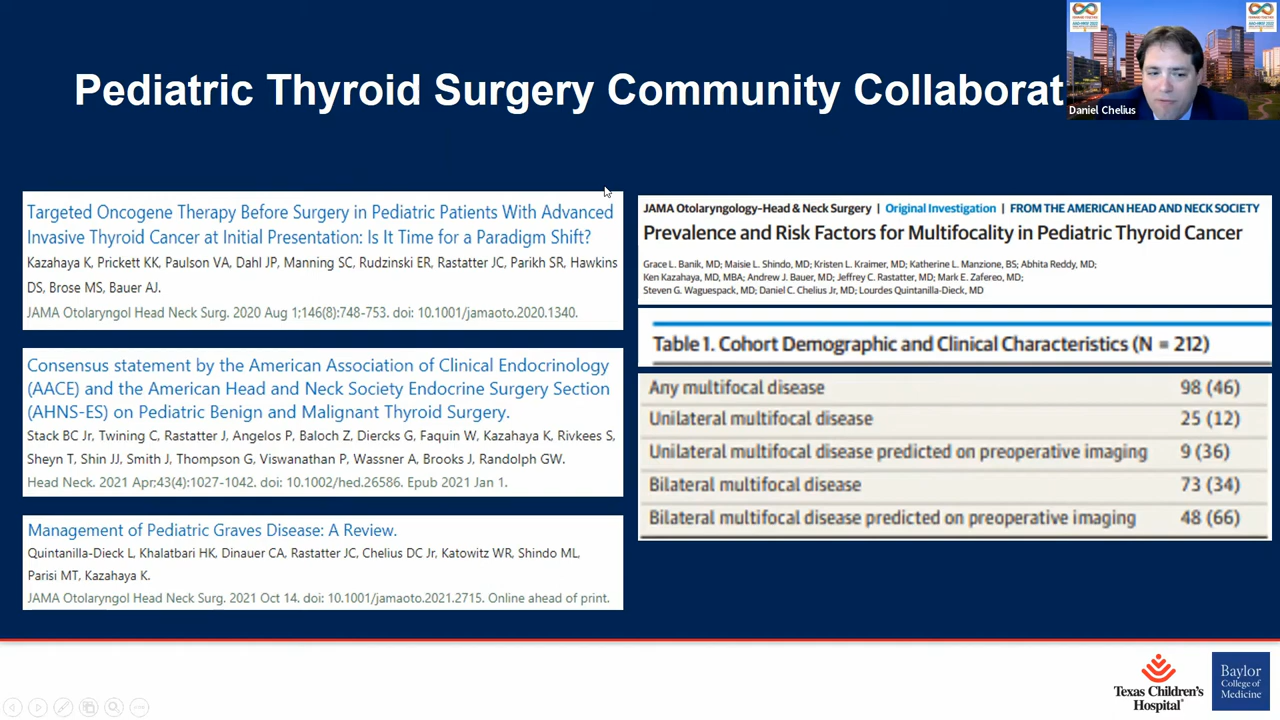 Pediatric Thyroid Surgery Community Collaborat
Daniel Chelius
Targeted Oncogene Therapy Before Surgery in Pediatric Patients With Advanced
Invasive Thyroid Cancer at Initial Presentation: Is It Time for a Paradigm Shift?
Kazahaya K, Prickett KK, Paulson VA, Dahl JP, Manning SC, Rudzinski ER, Rastatter JC, Parikh SR, Hawkins
DS, Brose MS, Bauer AJ.
JAMA Otolaryngol Head Neck Surg. 2020 Aug 1;146(8):748-753. doi: 10.1001/jamaoto.2020.1340.
Consensus statement by the American Association of Clinical Endocrinology
(AACE) and the American Head and Neck Society Endocrine Surgery Section
(AHNS-ES) on Pediatric Benign and Malignant Thyroid Surgery.
Stack BC Jr, Twining C, Rastatter J, Angelos P, Baloch Z, Diercks G, Faquin W, Kazahaya K, Rivkees S,
Sheyn T, Shin JJ, Smith J, Thompson G, Viswanathan P, Wassner A, Brooks J, Randolph GW.
Head Neck. 2021 Apr;43(4):1027-1042. doi: 10.1002/hed.26586. Epub 2021 Jan 1.
Management of Pediatric Graves Disease: A Review.
Quintanilla-Dieck L, Khalatbari HK, Dinauer CA, Rastatter JC, Chelius DC Jr, Katowitz WR, Shindo ML,
Parisi MT, Kazahaya K.
JAMA Otolaryngol Head Neck Surg. 2021 Oct 14. doi: 10.1001/jamaoto.2021.2715. Online ahead of print.
JAMA Otolaryngology–Head & Neck Surgery | Original Investigation | FROM THE AMERICAN HEAD AND NECK SOCIETY
Prevalence and Risk Factors for Multifocality in Pediatric Thyroid Cancer
Grace L. Banik, MD; Maisie L. Shindo, MD; Kristen L. Kraimer, MD; Katherine L. Manzione, BS; Abhita Reddy, MD;
Ken Kazahaya, MD, MBA; Andrew J. Bauer, MD; Jeffrey C. Rastatter, MD; Mark E. Zafereo, MD;
Steven G. Waguespack, MD; Daniel C. Chelius Jr, MD; Lourdes Quintanilla-Dieck, MD
Table 1. Cohort Demographic and Clinical Characteristics (N = 212)
Any multifocal disease 98 (46)
Unilateral multifocal disease 25 (12)
Unilateral multifocal disease predicted on preoperative imaging 9 (36)
Bilateral multifocal disease 73 (34)
Bilateral multifocal disease predicted on preoperative imaging 48 (66)
Texas Children's
Hospital
Baylor
College of
Medicine